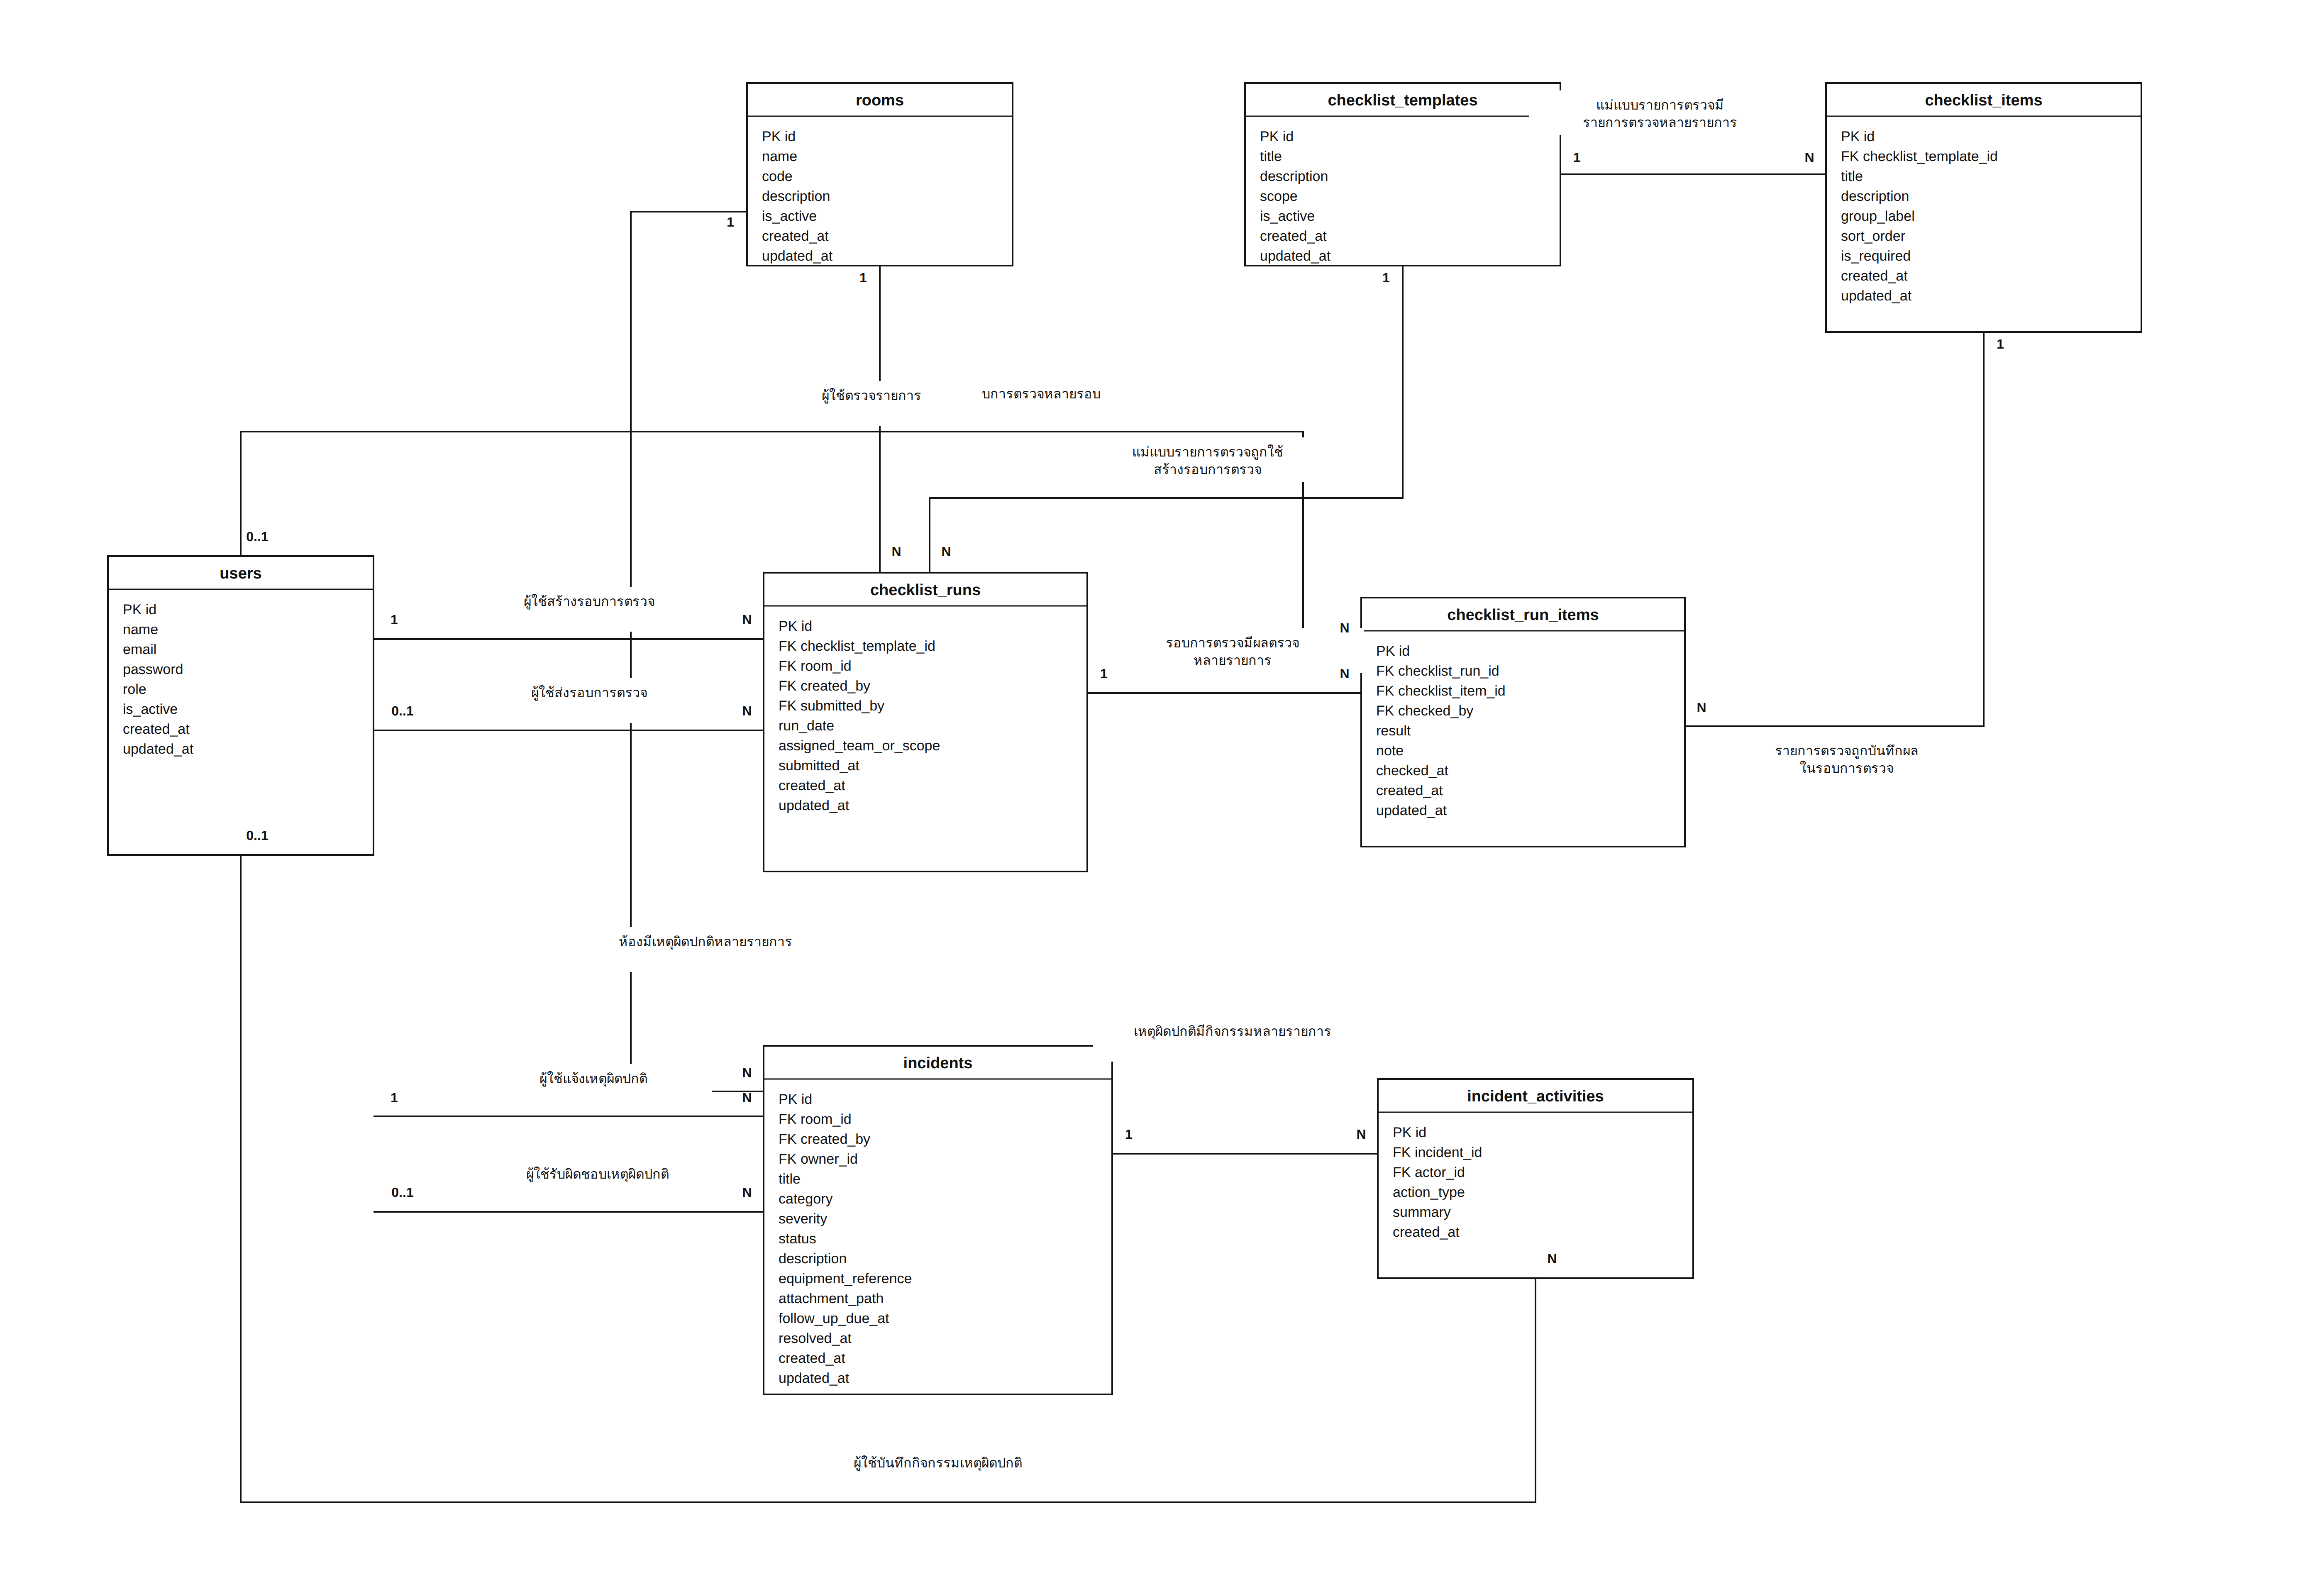 rooms
PK id
name
code
description
is_active
created_at
updated_at
checklist_templates
PK id
title
description
scope
is_active
created_at
updated_at
แม่แบบรายการตรวจมี
รายการตรวจหลายรายการ
1
N
checklist_items
PK id
FK checklist_template_id
title
description
group_label
sort_order
is_required
created_at
updated_at
1
1
1
1
ผู้ใช้ตรวจรายการ
บการตรวจหลายรอบ
แม่แบบรายการตรวจถูกใช้
สร้างรอบการตรวจ
0..1
N
N
users
PK id
name
email
password
role
is_active
created_at
updated_at
0..1
ผู้ใช้สร้างรอบการตรวจ
1
N
ผู้ใช้ส่งรอบการตรวจ
0..1
N
checklist_runs
PK id
FK checklist_template_id
FK room_id
FK created_by
FK submitted_by
run_date
assigned_team_or_scope
submitted_at
created_at
updated_at
รอบการตรวจมีผลตรวจ
หลายรายการ
1
N
N
checklist_run_items
PK id
FK checklist_run_id
FK checklist_item_id
FK checked_by
result
note
checked_at
created_at
updated_at
N
รายการตรวจถูกบันทึกผล
ในรอบการตรวจ
ห้องมีเหตุผิดปกติหลายรายการ
ผู้ใช้แจ้งเหตุผิดปกติ
N
1
N
ผู้ใช้รับผิดชอบเหตุผิดปกติ
0..1
N
incidents
PK id
FK room_id
FK created_by
FK owner_id
title
category
severity
status
description
equipment_reference
attachment_path
follow_up_due_at
resolved_at
created_at
updated_at
เหตุผิดปกติมีกิจกรรมหลายรายการ
1
N
incident_activities
PK id
FK incident_id
FK actor_id
action_type
summary
created_at
N
ผู้ใช้บันทึกกิจกรรมเหตุผิดปกติ